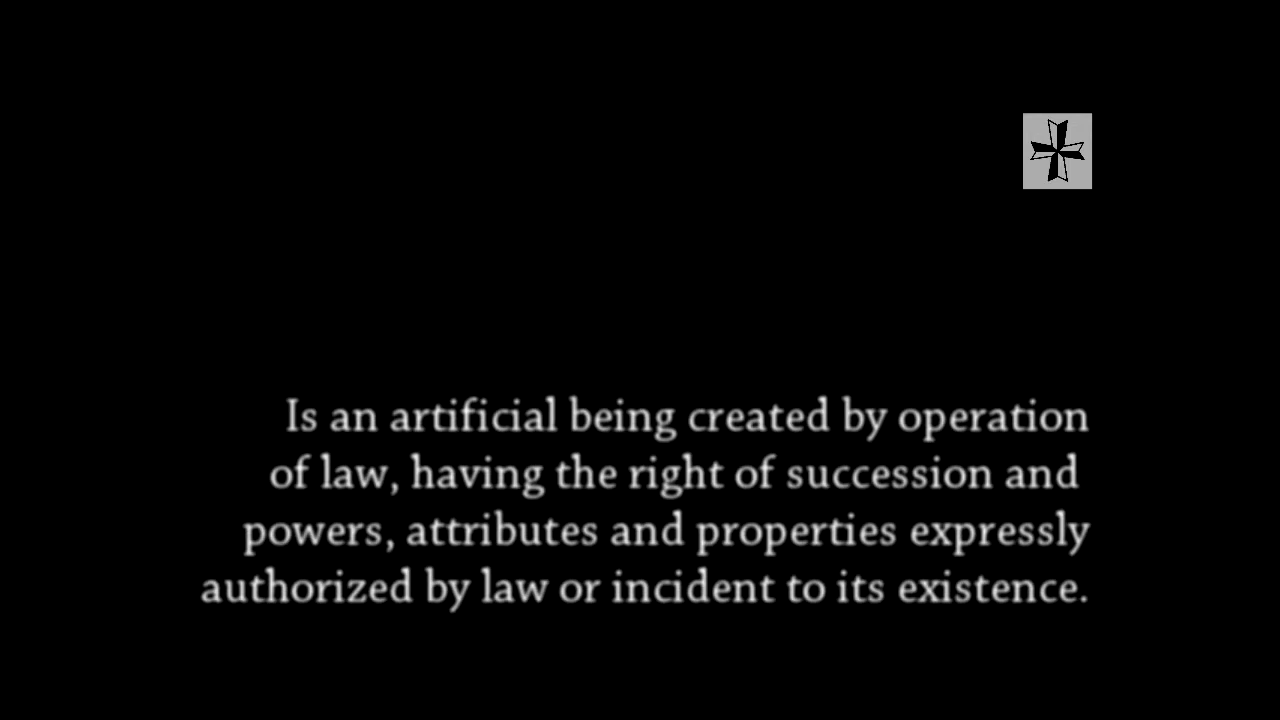 Is an artificial being created by operation
of law, having the right of succession and
powers, attributes and properties expressly
authorized by law or incident to its existence.